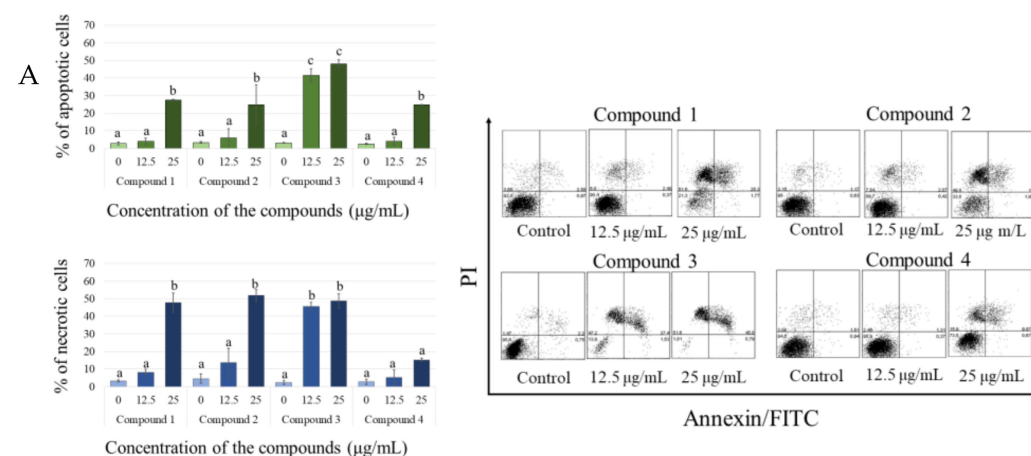 A
% of apoptotic cells
70
60
50
40
30
20
10
0
a a b a a b a c c a a b
0 12.5 25 0 12.5 25 0 12.5 25 0 12.5 25
Compound 1 Compound 2 Compound 3 Compound 4
Concentration of the compounds (µg/mL)
% of necrotic cells
70
60
50
40
30
20
10
0
a a b a a b a b b a a a
0 12.5 25 0 12.5 25 0 12.5 25 0 12.5 25
Compound 1 Compound 2 Compound 3 Compound 4
Concentration of the compounds (µg/mL)
PI
Compound 1
Control 12.5 µg/mL 25 µg/mL
Compound 2
Control 12.5 µg/mL 25 µg m/L
Compound 3
Control 12.5 µg/mL 25 µg/mL
Compound 4
Control 12.5 µg/mL 25 µg/mL
Annexin/FITC